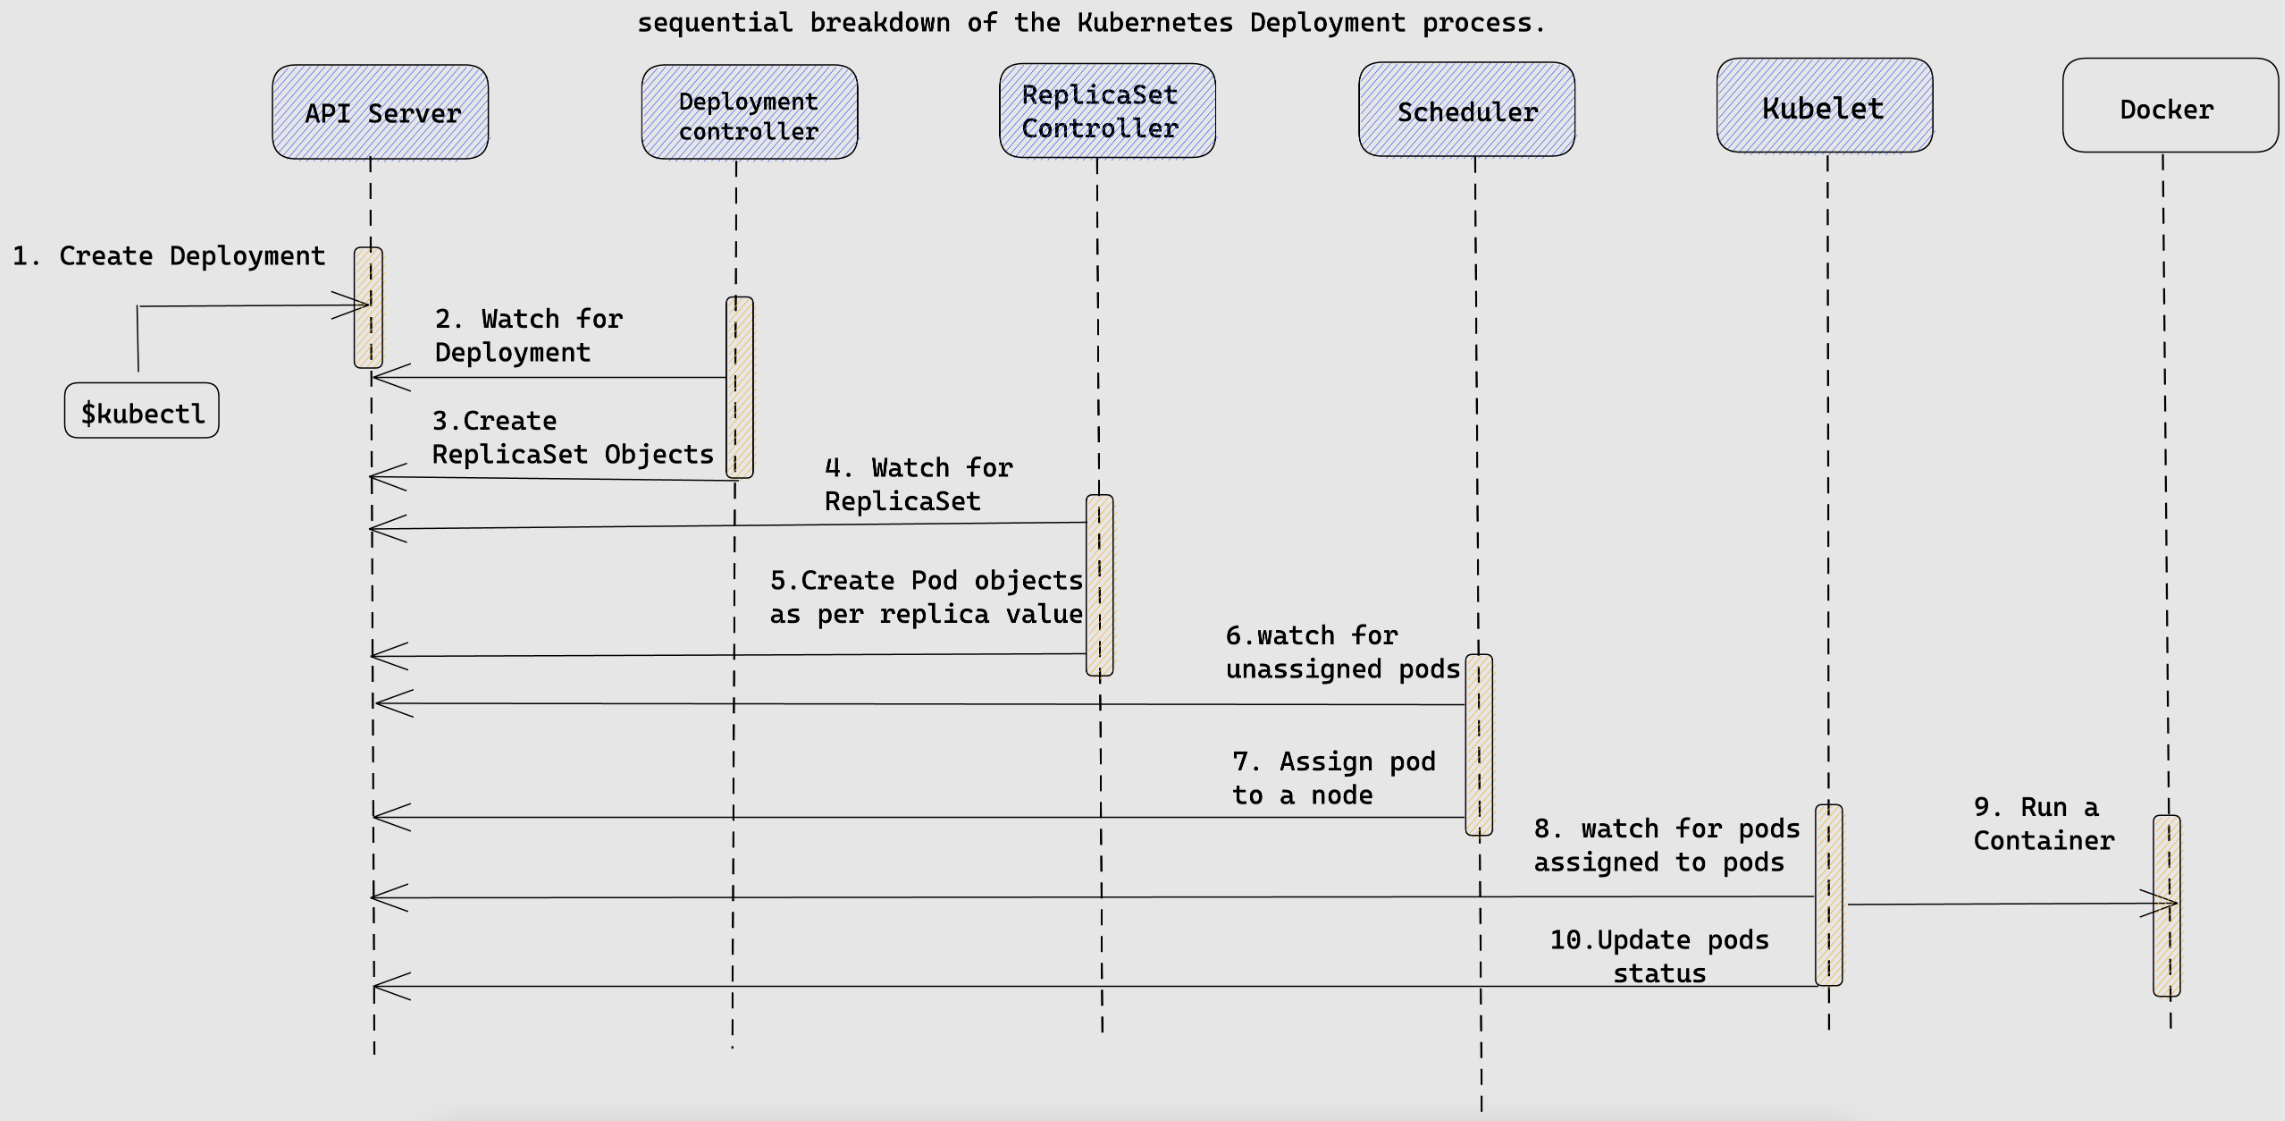 sequential breakdown of the Kubernetes Deployment process.
API Server
Deployment
controller
ReplicaSet
Controller
Scheduler
Kubelet
Docker
1. Create Deployment
$kubectl
2. Watch for
Deployment
3.Create
ReplicaSet Objects
4. Watch for
ReplicaSet
5.Create Pod objects
as per replica value
6.watch for
unassigned pods
7. Assign pod
to a node
8. watch for pods
assigned to pods
9. Run a
Container
10.Update pods
status